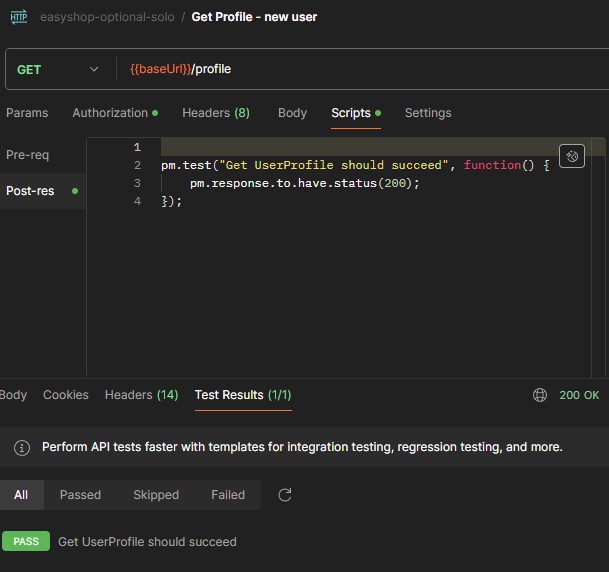 HTTP easyshop-optional-solo / Get Profile - new user
GET {{baseUrl}}/profile
Params Authorization Headers (8) Body Scripts Settings
Pre-req
Post-res
1
2 pm.test("Get UserProfile should succeed", function() {
3 pm.response.to.have.status(200);
4 });
Body Cookies Headers (14) Test Results (1/1) 200 OK
Perform API tests faster with templates for integration testing, regression testing, and more.
All Passed Skipped Failed
PASS Get UserProfile should succeed